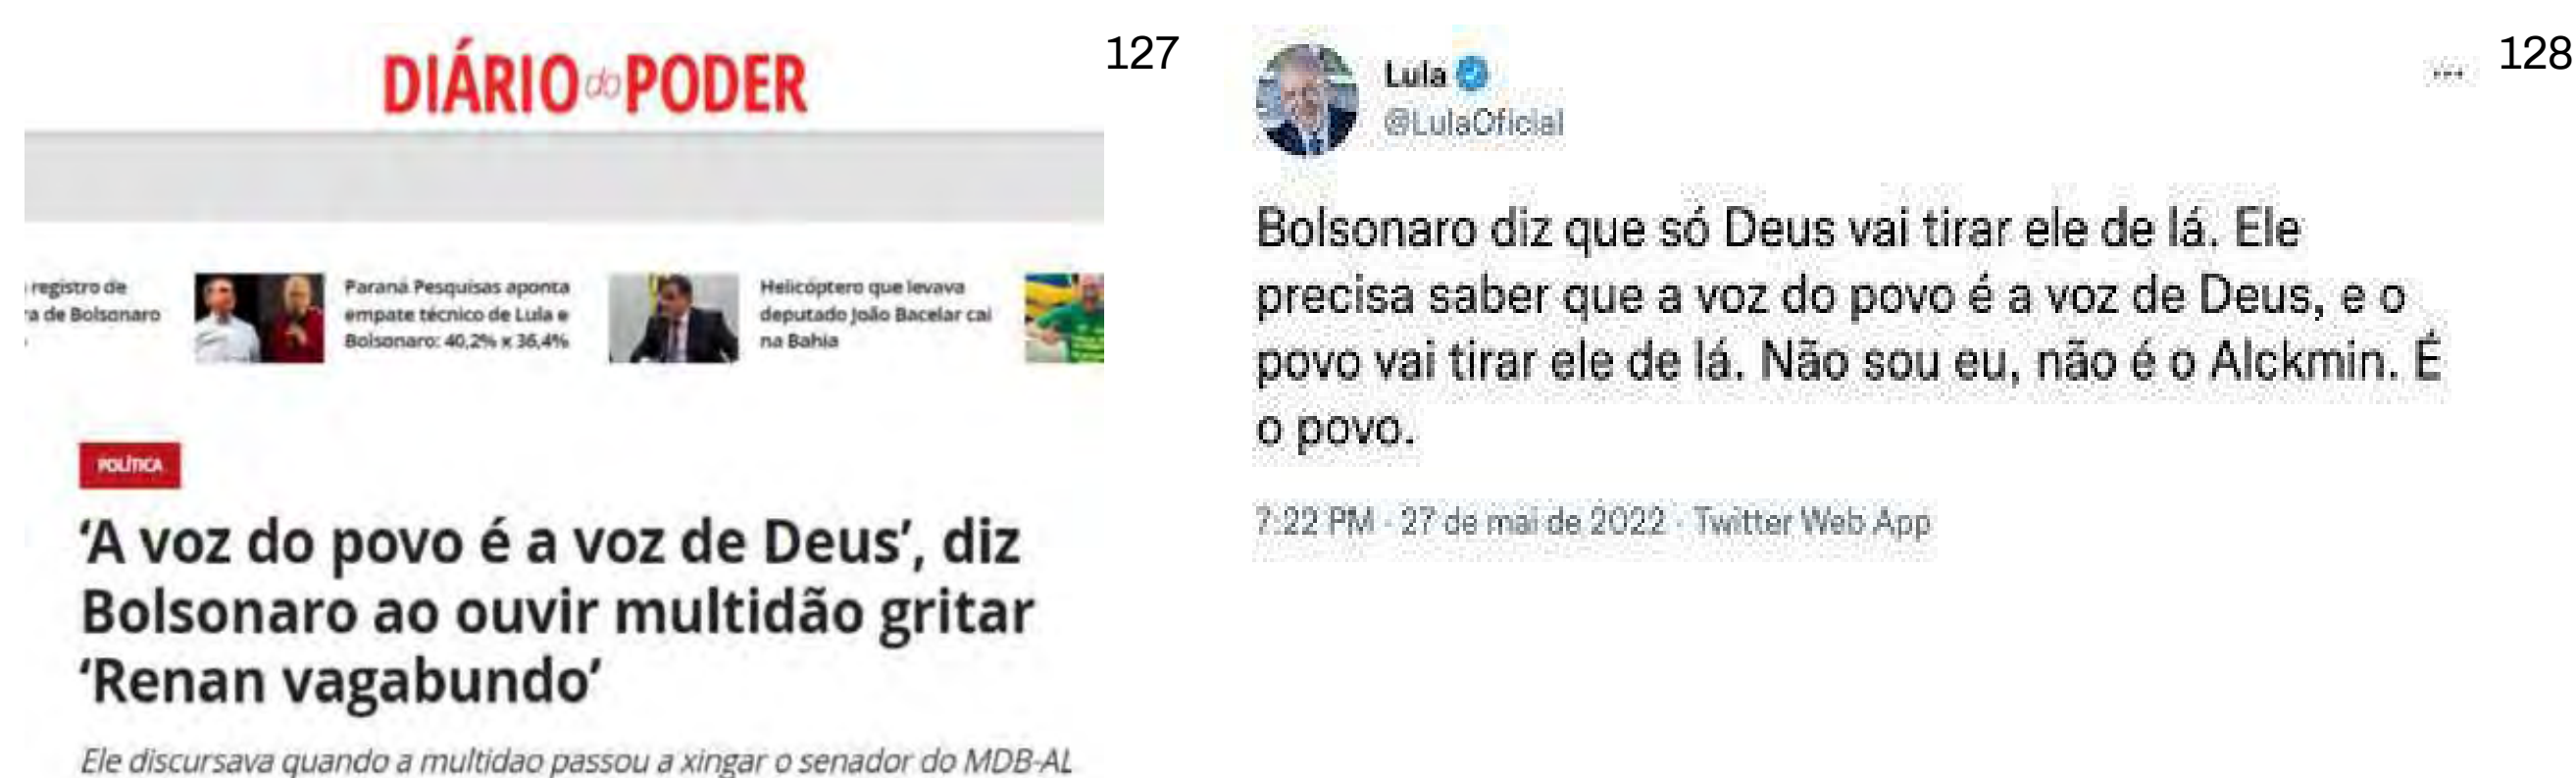 DIÁRIO do PODER
127
registro de
a de Bolsonaro
Paraná Pesquisas aponta
empate técnico de Lula e
Bolsonaro: 40,2% x 36,4%
Helicóptero que levava
deputado João Bacelar cai
na Bahia
POLÍTICA
‘A voz do povo é a voz de Deus’, diz
Bolsonaro ao ouvir multidão gritar
‘Renan vagabundo’
Ele discursava quando a multidao passou a xingar o senador do MDB-AL
Lula
@LulaOficial
128
Bolsonaro diz que só Deus vai tirar ele de lá. Ele
precisa saber que a voz do povo é a voz de Deus, e o
povo vai tirar ele de lá. Não sou eu, não é o Alckmin. É
o povo.
7:22 PM · 27 de mai de 2022 · Twitter Web App